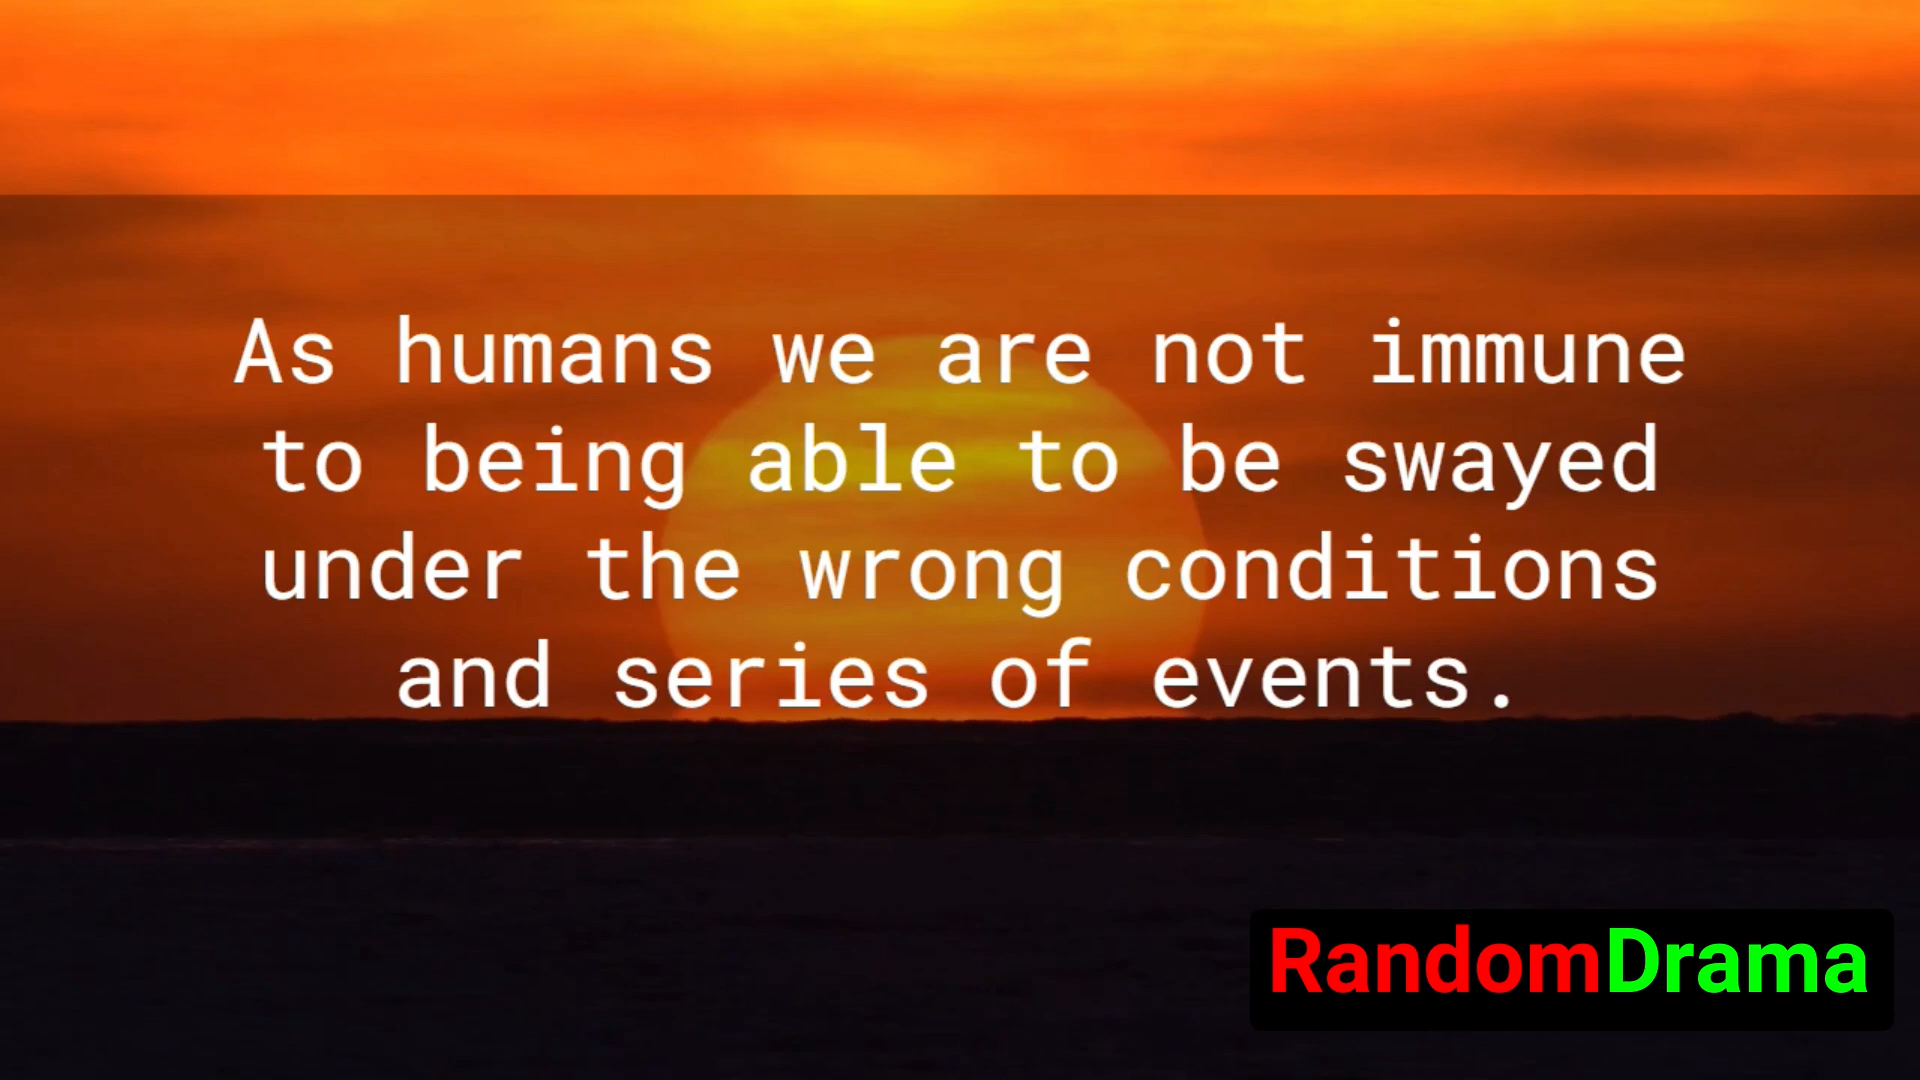 As humans we are not immune
to being able to be swayed
under the wrong conditions
and series of events.
RandomDrama